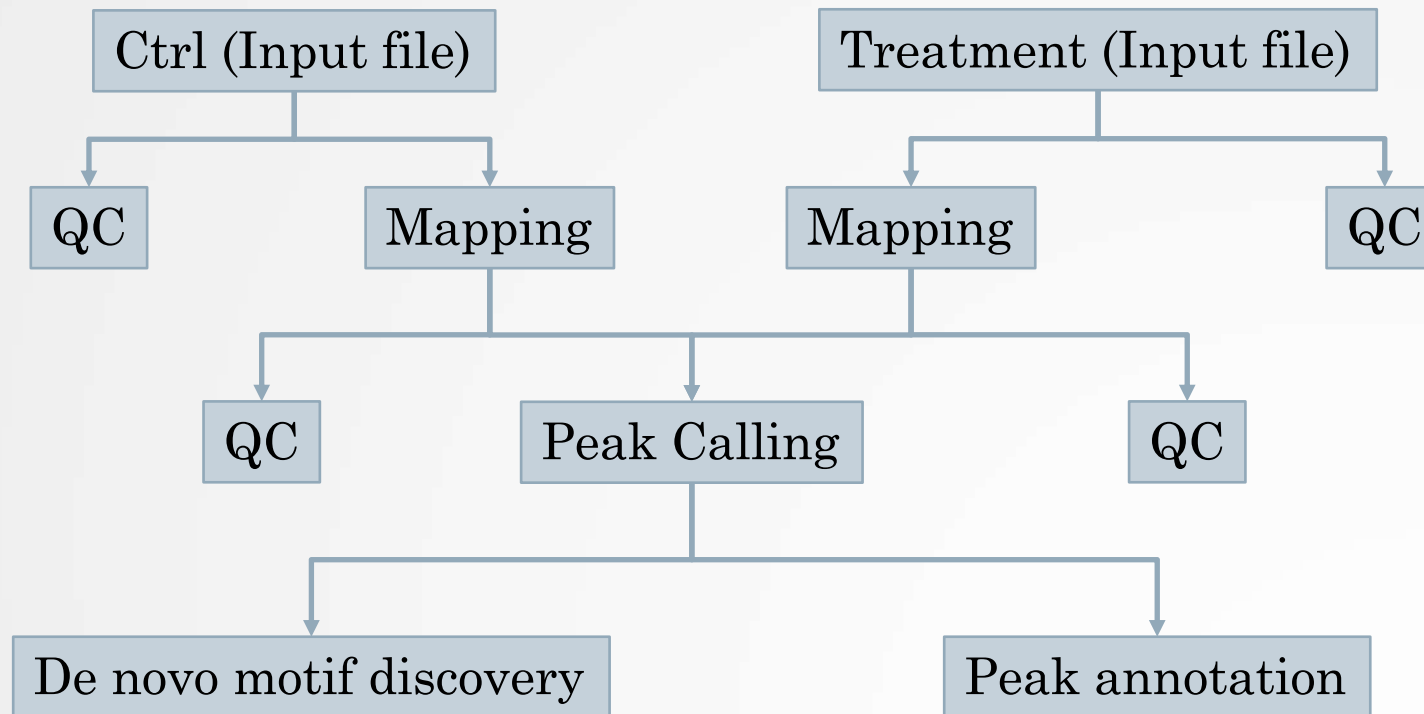 Ctrl (Input file)
Treatment (Input file)
QC
Mapping
Mapping
QC
QC
Peak Calling
QC
De novo motif discovery
Peak annotation